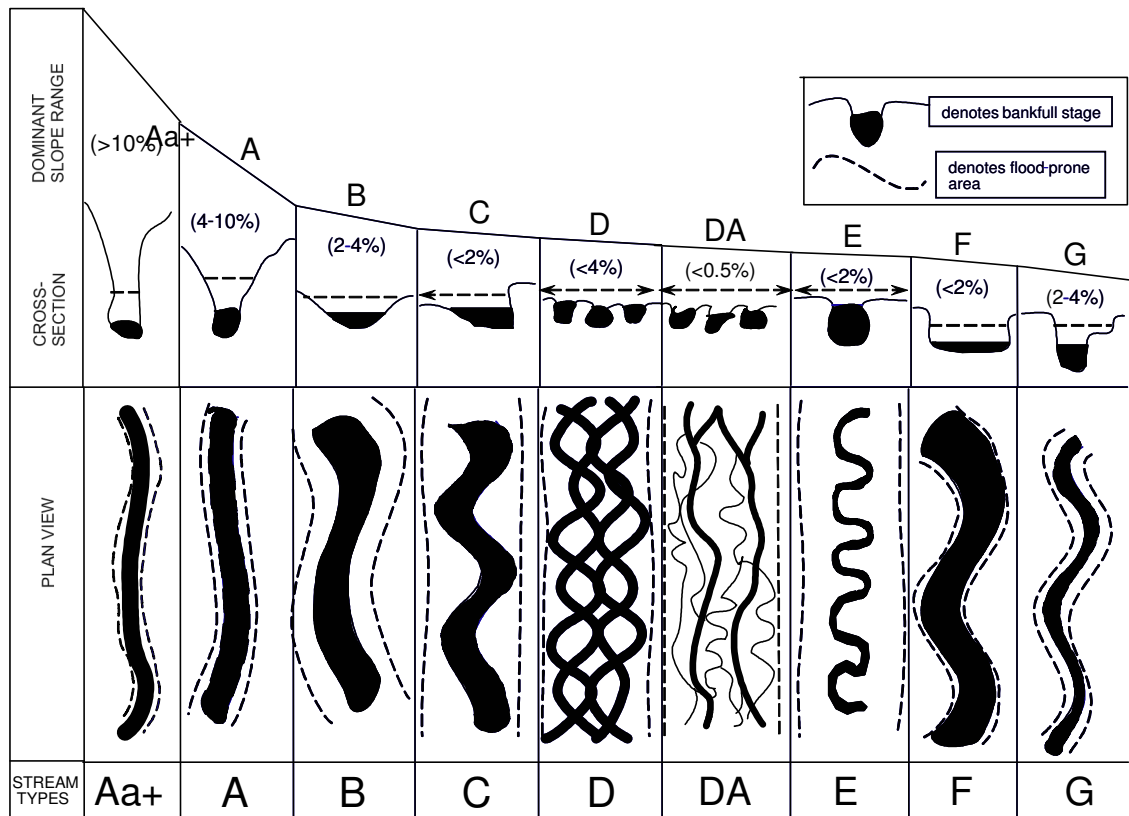 DOMINANT
SLOPE RANGE
Aa+
(>10%)
A
(4-10%)
B
(2-4%)
C
(<2%)
D
(<4%)
DA
(<0.5%)
E
(<2%)
F
(<2%)
G
(2-4%)
denotes bankfull stage
denotes flood-prone
area
CROSS-
SECTION
PLAN VIEW
STREAM
TYPES
Aa+
A
B
C
D
DA
E
F
G